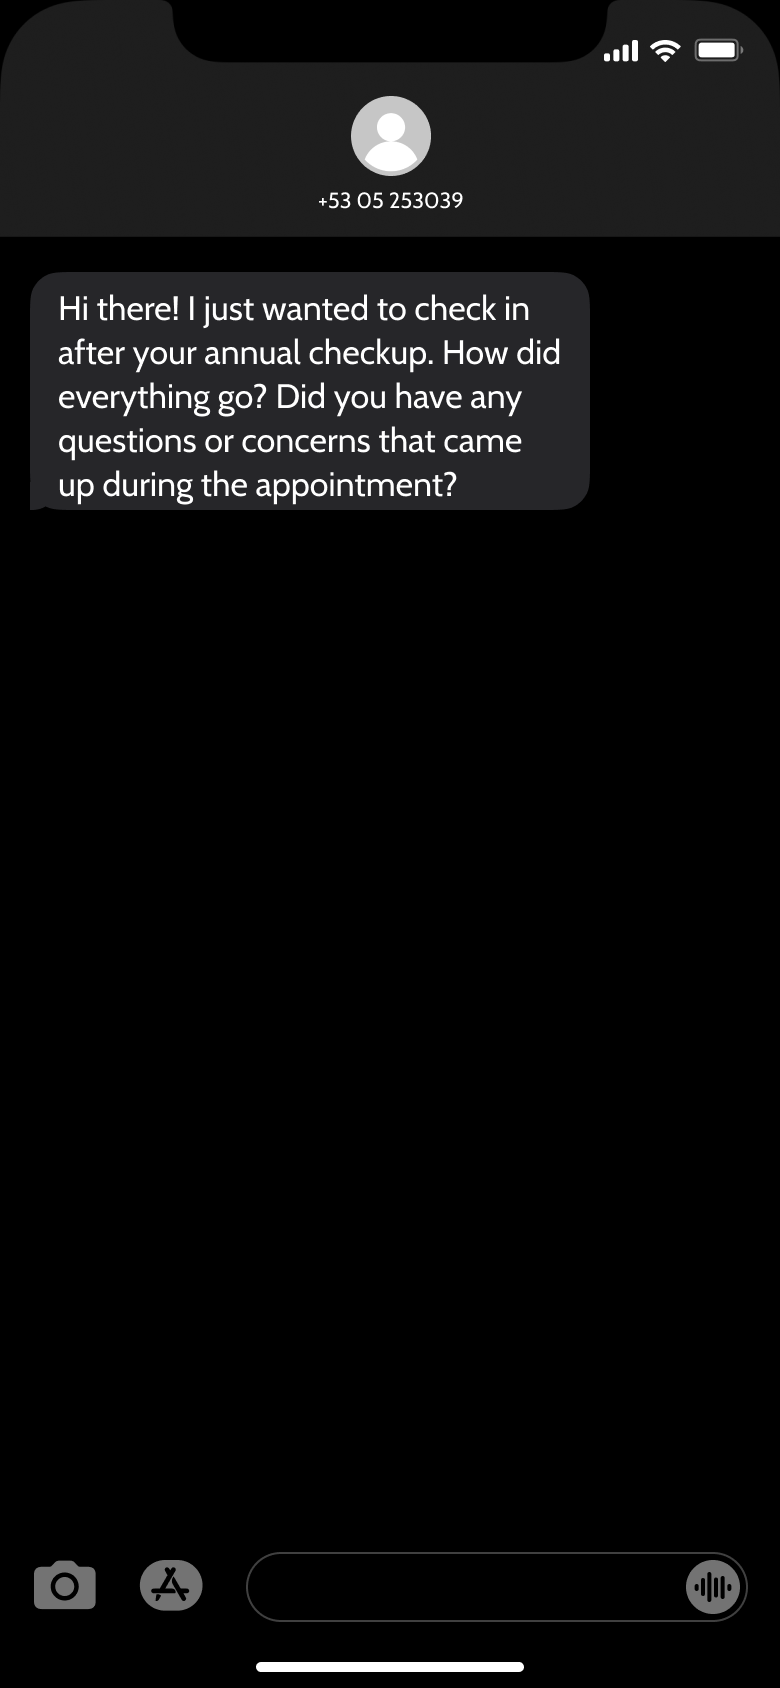 +53 05 253039
Hi there! I just wanted to check in
after your annual checkup. How did
everything go? Did you have any
questions or concerns that came
up during the appointment?